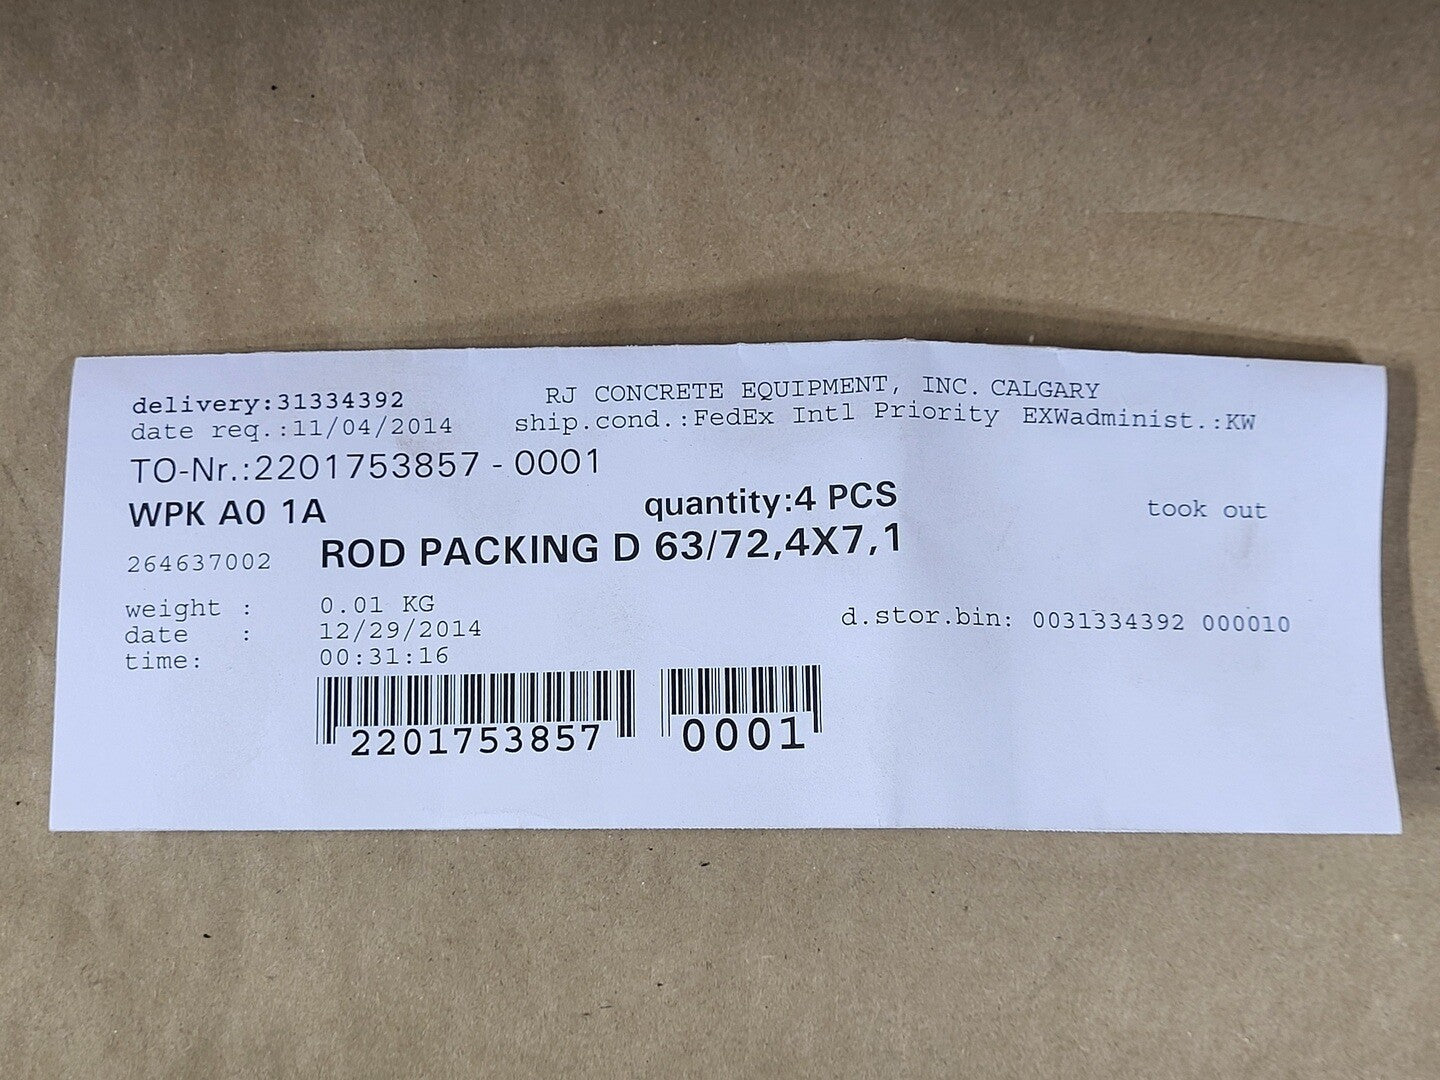 delivery:31334392 RJ CONCRETE EQUIPMENT, INC. CALGARY
date req.:11/04/2014 ship.cond.:FedEx Intl Priority EXWadminist.:KW
TO-Nr.:2201753857 - 0001
WPK A0 1A quantity:4 PCS took out
264637002 ROD PACKING D 63/72,4X7,1
weight : 0.01 KG d.stor.bin: 0031334392 000010
date : 12/29/2014
time: 00:31:16
2201753857 0001